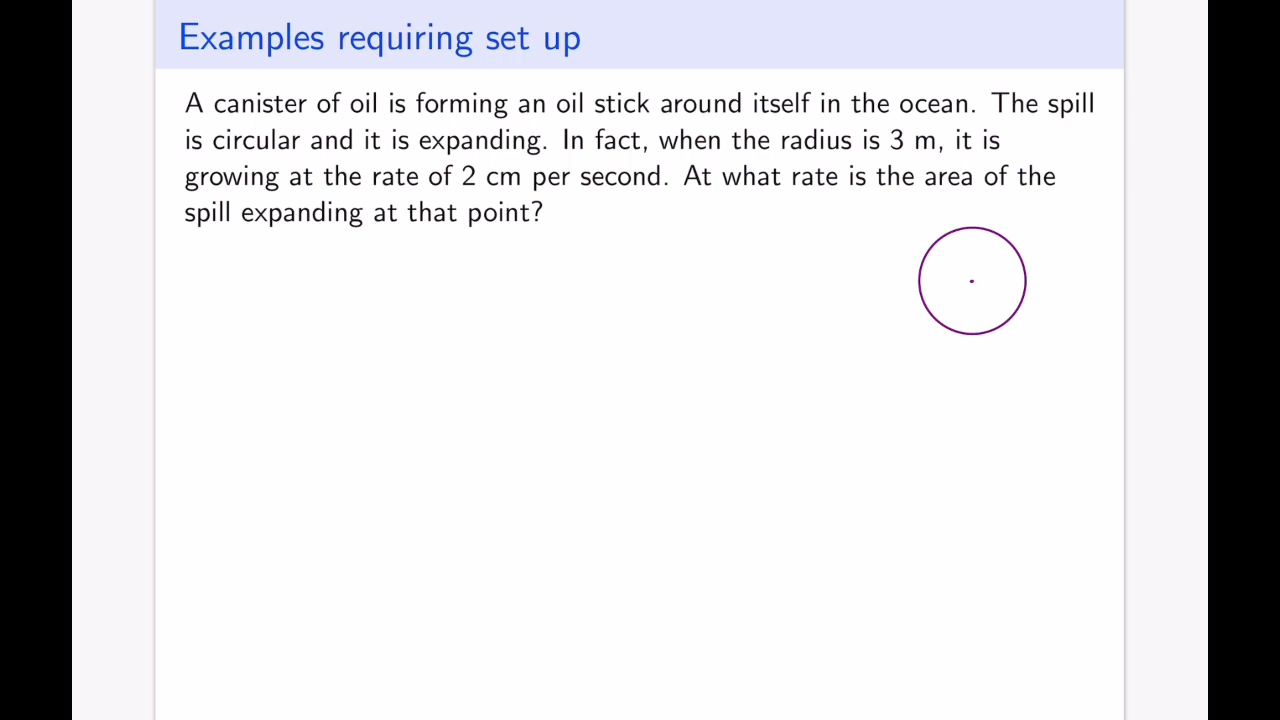 Examples requiring set up
A canister of oil is forming an oil stick around itself in the ocean. The spill
is circular and it is expanding. In fact, when the radius is 3 m, it is
growing at the rate of 2 cm per second. At what rate is the area of the
spill expanding at that point?